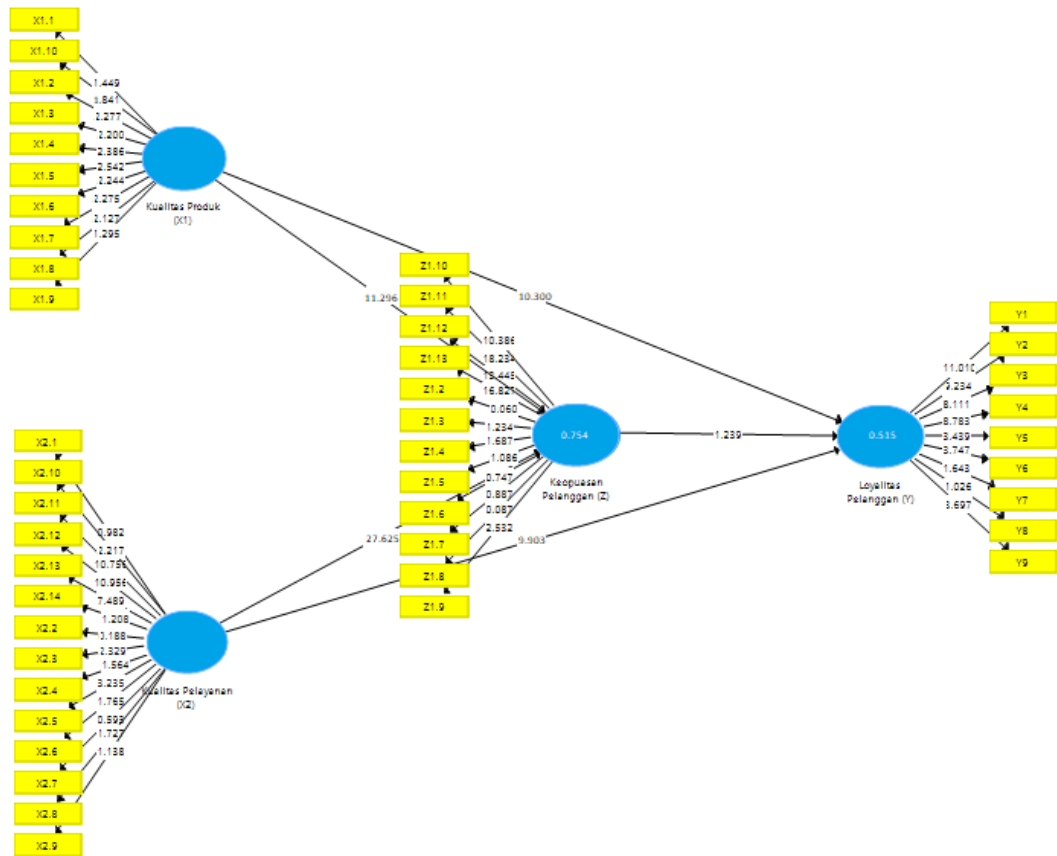 X1.1
X1.10
X1.2
X1.3
X1.4
X1.5
X1.6
X1.7
X1.8
X1.9
1.449
2.277
2.200
2.386
2.542
2.244
2.275
2.127
1.295
Kualitas Produk
(X1)
11.296
10.300
Z1.10
Z1.11
Z1.12
Z1.13
Z1.2
Z1.3
Z1.4
Z1.5
Z1.6
Z1.7
Z1.8
Z1.9
10.386
18.234
16.827
0.060
1.234
1.687
1.086
0.747
0.887
0.087
2.532
0.754
Keopuasan
Pelanggan (Z)
1.239
0.515
Loyalitas
Pelanggan (Y)
11.010
8.111
8.783
3.439
3.747
1.643
1.026
3.697
Y1
Y2
Y3
Y4
Y5
Y6
Y7
Y8
Y9
X2.1
X2.10
X2.11
X2.12
X2.13
X2.14
X2.2
X2.3
X2.4
X2.5
X2.6
X2.7
X2.8
X2.9
0.982
2.217
10.956
7.489
1.208
2.329
1.564
3.235
1.765
0.593
1.727
1.138
Kualitas Pelayanan
(X2)
27.625
9.903